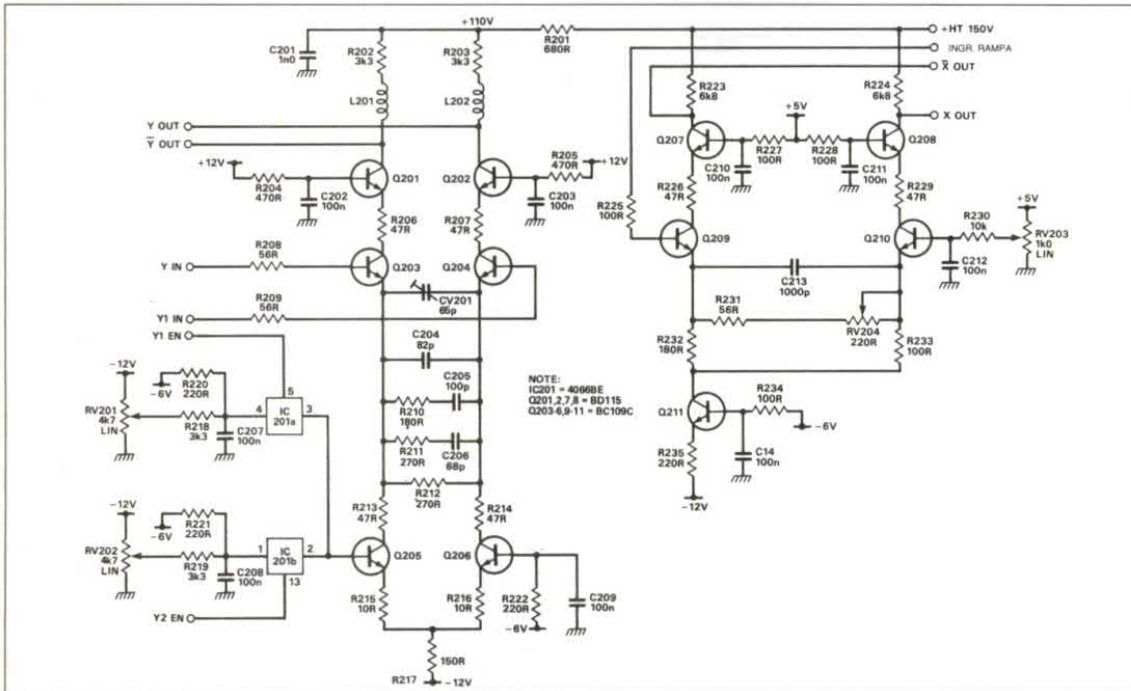 +110V
R201
680R
+HT 150V
INGR. RAMPA
X̅ OUT
X OUT
C201
1n0
R202
3k3
R203
3k3
L201
L202
R223
6k8
R224
6k8
Y OUT
Y̅ OUT
+5V
Q207
R227
100R
R228
100R
Q208
C210
100n
C211
100n
+12V
R204
470R
C202
100n
Q201
Q202
R205
470R
+12V
C203
100n
R206
47R
R207
47R
R225
100R
R226
47R
R229
47R
R208
56R
Y IN
Q203
Q204
Q209
Q210
R230
10k
+5V
RV203
1k0
LIN
C212
100n
CV201
65p
C213
1000p
Y1 IN
R209
56R
Y1 EN
R231
56R
RV204
220R
C204
82p
R232
180R
R233
100R
-12V
R220
220R
-6V
RV201
4k7
LIN
R218
3k3
C207
100n
4
IC
201a
5
3
C205
100p
R210
180R
R211
270R
C206
68p
NOTE:
IC201 = 4066BE
Q201,2,7,8 = BD115
Q203-6,9-11 = BC109C
Q211
R234
100R
-6V
C14
100n
R235
220R
-12V
R212
270R
R213
47R
R214
47R
-12V
R221
220R
-6V
RV202
4k7
LIN
R219
3k3
C208
100n
1
IC
201b
2
13
Y2 EN
Q205
Q206
R215
10R
R216
10R
R222
220R
-6V
C209
100n
150R
R217
-12V